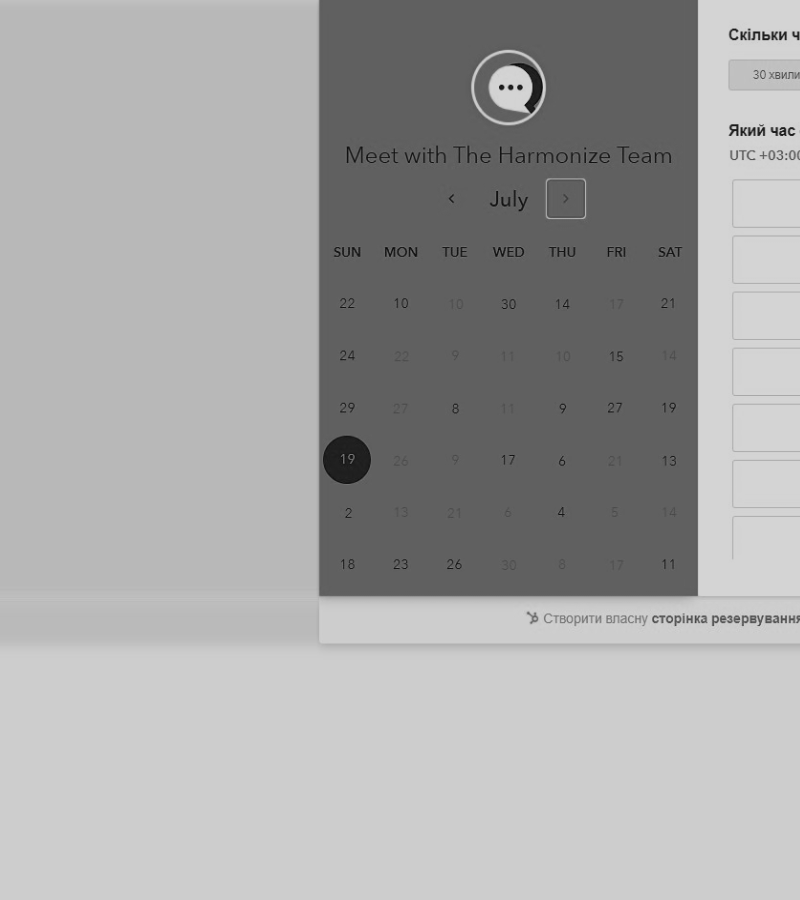 Скільки ч
30 хвили
Який час
UTC +03:00
Meet with The Harmonize Team
July
SUN MON TUE WED THU FRI SAT
22 10 10 30 14 17 21
24 22 9 11 10 15 14
29 27 8 11 9 27 19
19 26 9 17 6 21 13
2 13 21 6 4 5 14
18 23 26 30 8 17 11
Створити власну сторінка резервування